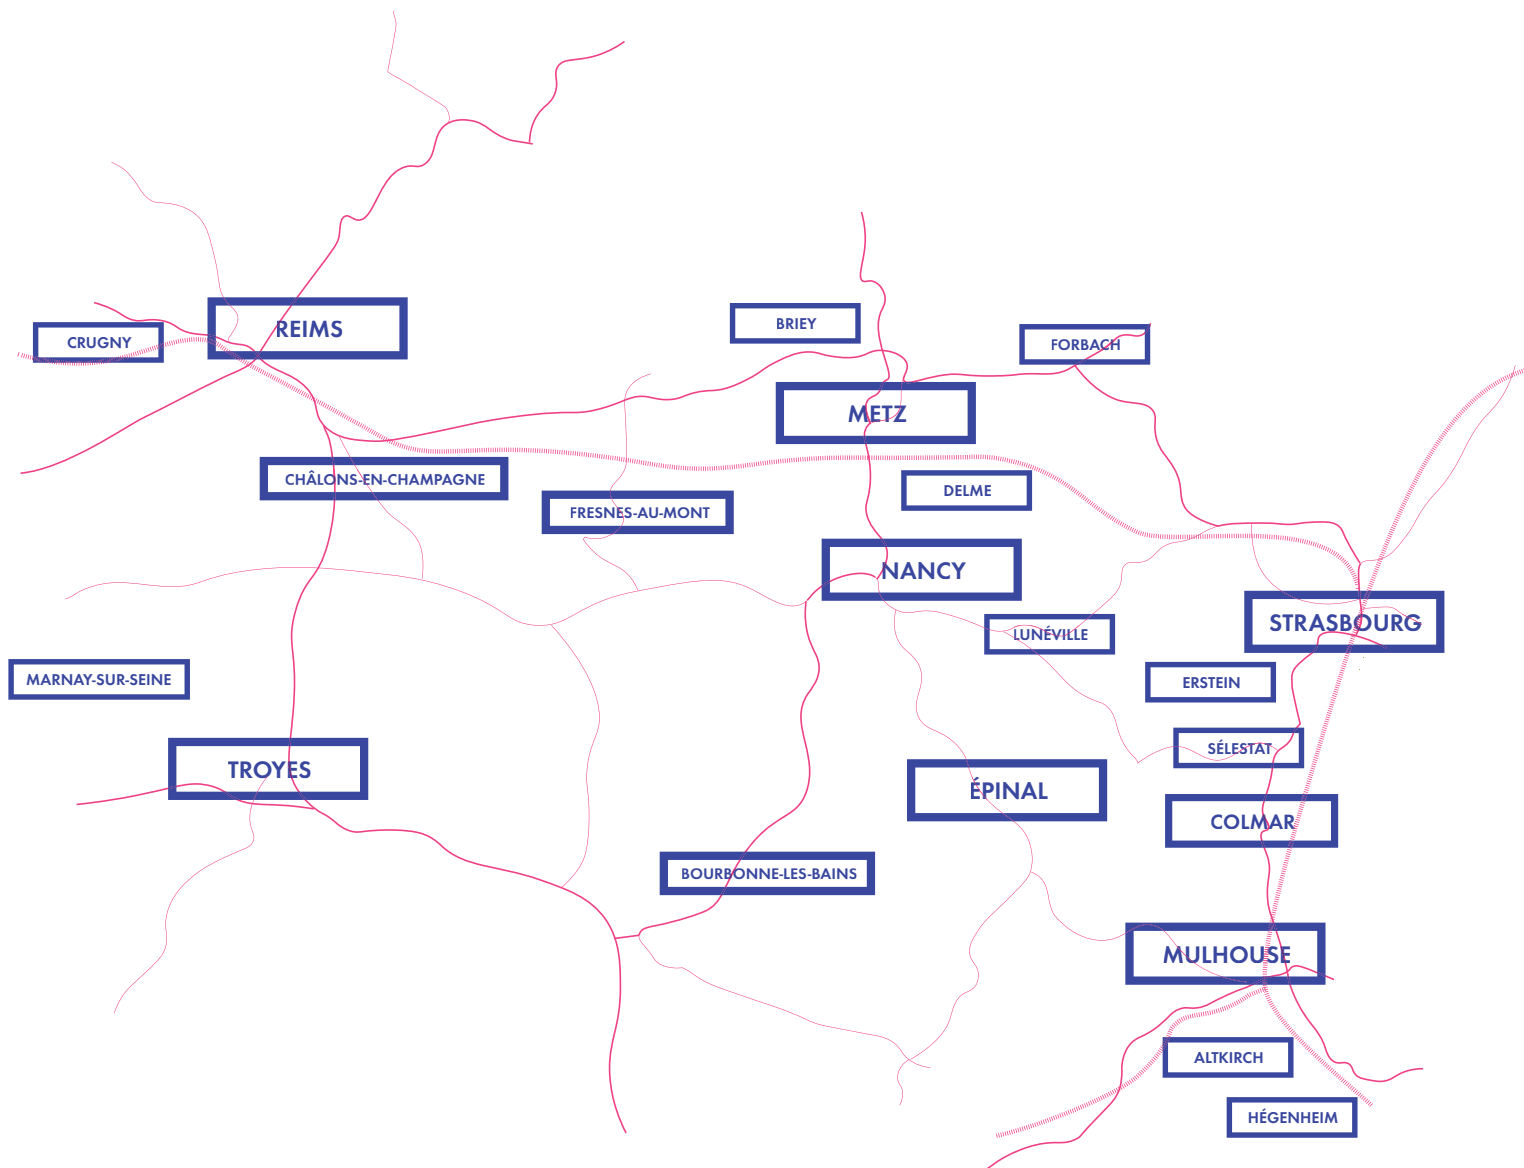 REIMS
CRUGNY
BRIEY
FORBACH
METZ
CHÂLONS-EN-CHAMPAGNE
DELME
FRESNES-AU-MONT
NANCY
STRASBOURG
LUNÉVILLE
MARNAY-SUR-SEINE
ERSTEIN
SÉLESTAT
TROYES
ÉPINAL
COLMAR
BOURBONNE-LES-BAINS
MULHOUSE
ALTKIRCH
HÉGENHEIM